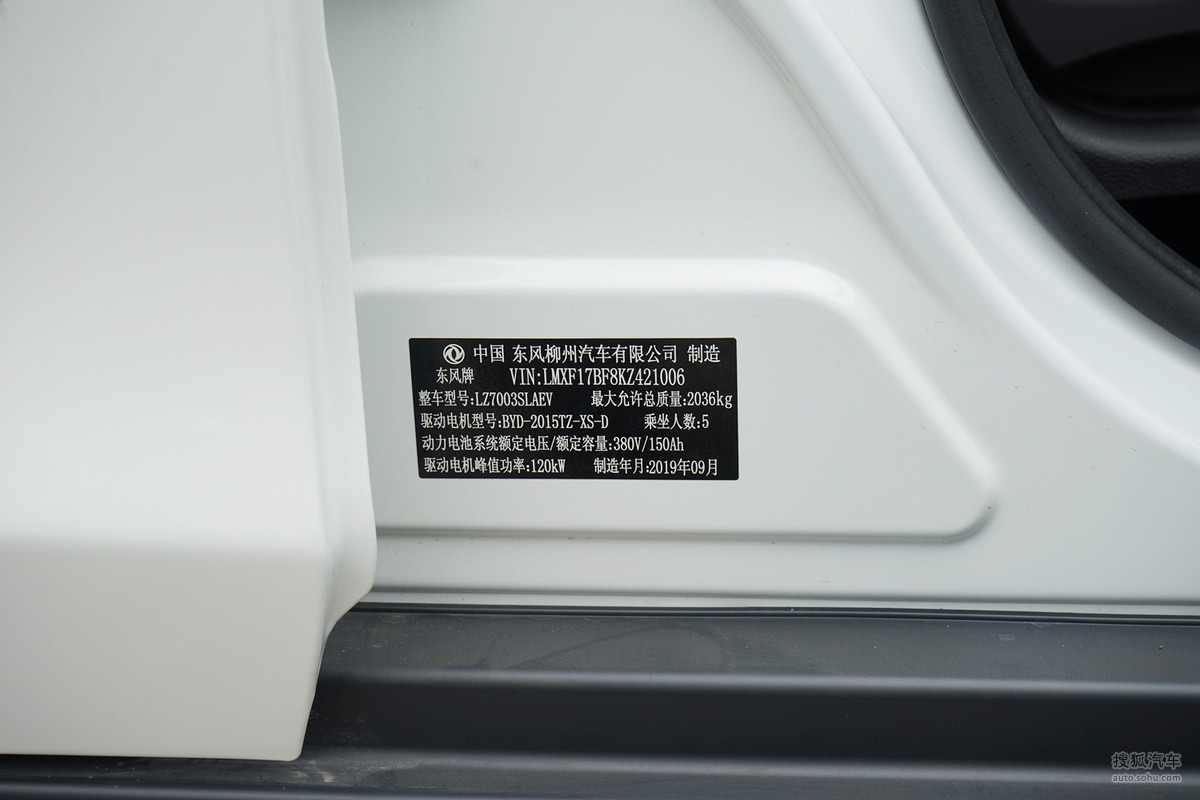 中国 东风柳州汽车有限公司 制造
东风牌 VIN:LMXF17BF8KZ421006
整车型号:LZ7003SLAEV 最大允许总质量:2036kg
驱动电机型号:BYD-2015TZ-XS-D 乘坐人数:5
动力电池系统额定电压/额定容量:380V/150Ah
驱动电机峰值功率:120kW 制造年月:2019年09月
搜狐汽车
auto.sohu.com